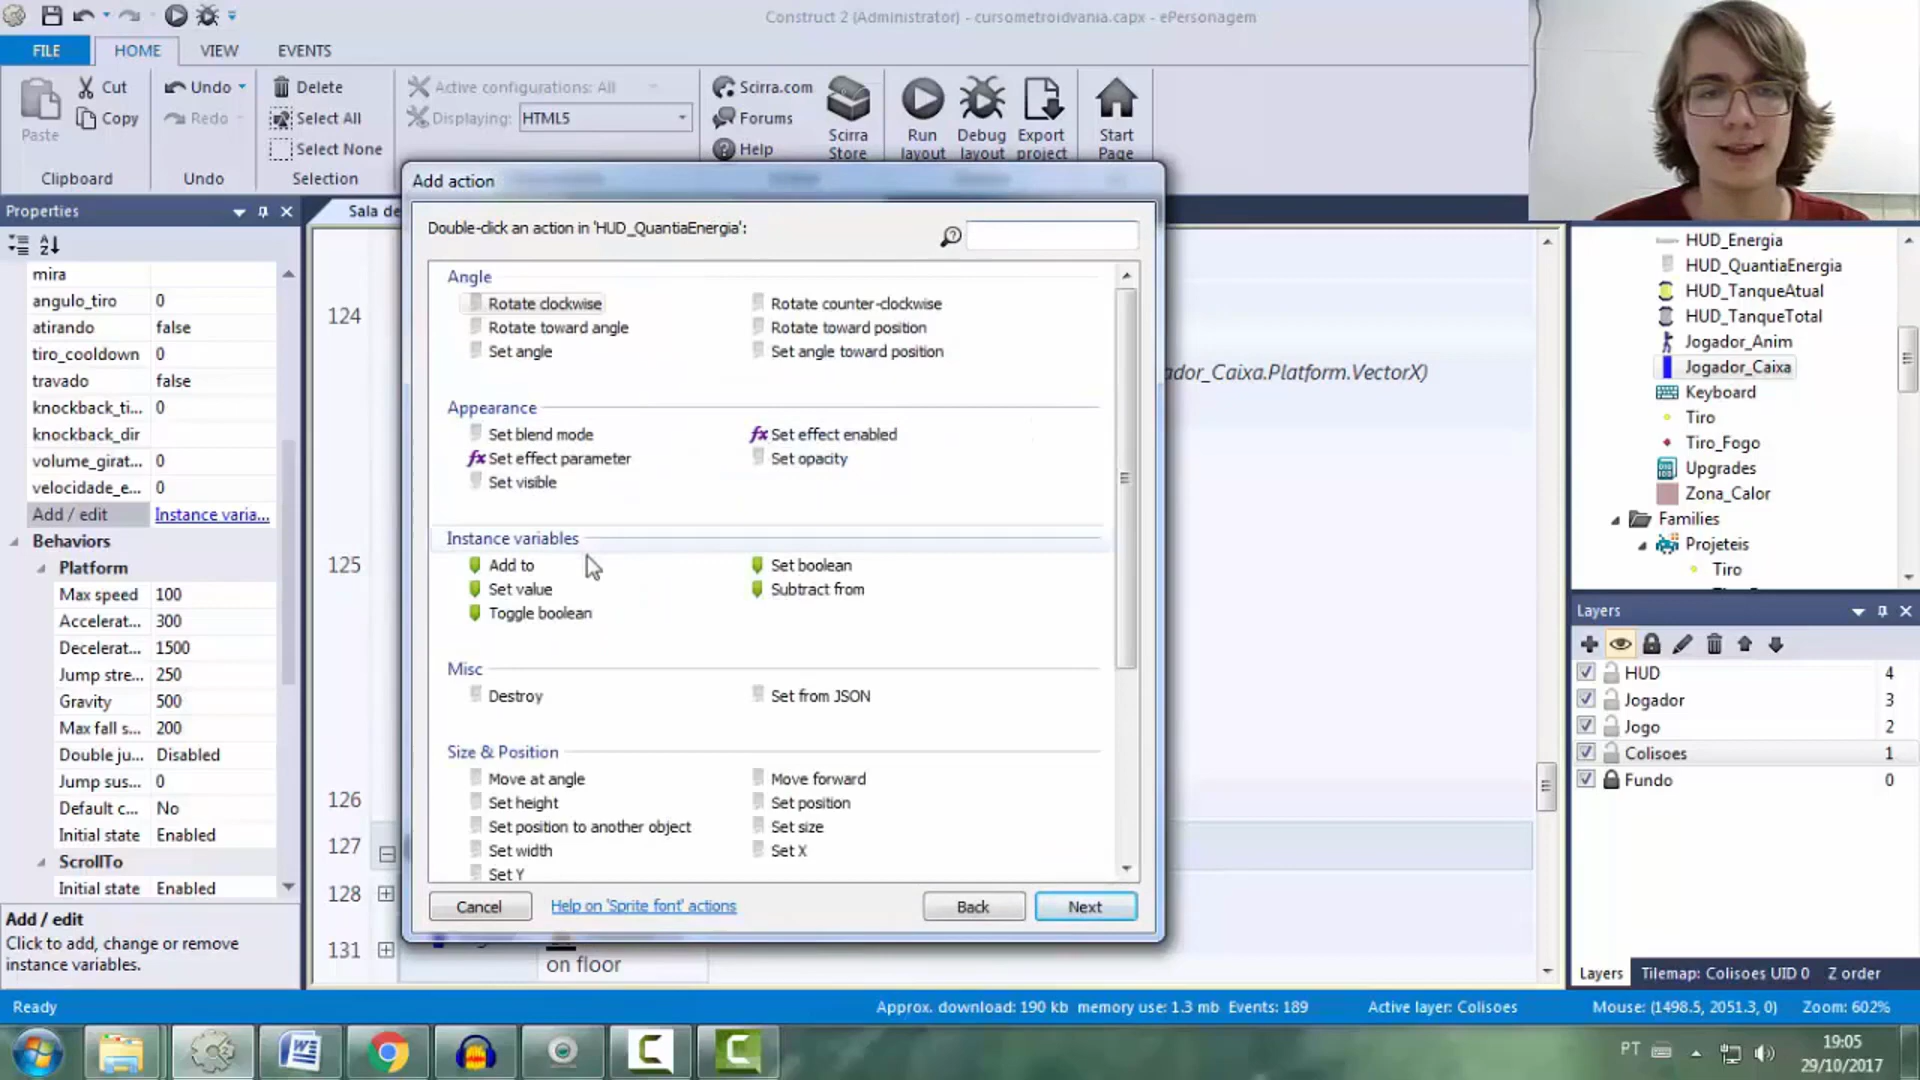 Construct 2 (Administrator) - cursometroidvania.capx - ePersonagem
FILE
HOME
VIEW
EVENTS
Paste
Cut
Copy
Clipboard
Undo
Redo
Undo
Delete
Select All
Select None
Selection
Active configurations: All
Displaying:
HTML5
Scirra.com
Forums
Help
Scirra
Store
Run
layout
Debug
layout
Export
project
Start
Page
Properties
mira
angulo_tiro 0
atirando false
tiro_cooldown 0
travado false
knockback_ti... 0
knockback_dir
volume_girat... 0
velocidade_e... 0
Add / edit Instance varia...
Behaviors
Platform
Max speed 100
Accelerat... 300
Decelerat... 1500
Jump stre... 250
Gravity 500
Max fall s... 200
Double ju... Disabled
Jump sus... 0
Default c... No
Initial state Enabled
ScrollTo
Initial state Enabled
Add / edit
Click to add, change or remove
instance variables.
Sala de
124
125
126
127
128
131
ador_Caixa.Platform.VectorX)
on floor
Add action
Double-click an action in 'HUD_QuantiaEnergia':
Angle
Rotate clockwise
Rotate counter-clockwise
Rotate toward angle
Rotate toward position
Set angle
Set angle toward position
Appearance
Set blend mode
fx Set effect enabled
fx Set effect parameter
Set opacity
Set visible
Instance variables
Add to
Set boolean
Set value
Subtract from
Toggle boolean
Misc
Destroy
Set from JSON
Size & Position
Move at angle
Move forward
Set height
Set position
Set position to another object
Set size
Set width
Set X
Set Y
Cancel
Help on 'Sprite font' actions
Back
Next
HUD_Energia
HUD_QuantiaEnergia
HUD_TanqueAtual
HUD_TanqueTotal
Jogador_Anim
Jogador_Caixa
Keyboard
Tiro
Tiro_Fogo
Upgrades
Zona_Calor
Families
Projeteis
Tiro
Layers
HUD 4
Jogador 3
Jogo 2
Colisoes 1
Fundo 0
Layers
Tilemap: Colisoes UID 0
Z order
Ready
Approx. download: 190 kb
memory use: 1.3 mb
Events: 189
Active layer: Colisoes
Mouse: (1498.5, 2051.3, 0)
Zoom: 602%
PT
19:05
29/10/2017